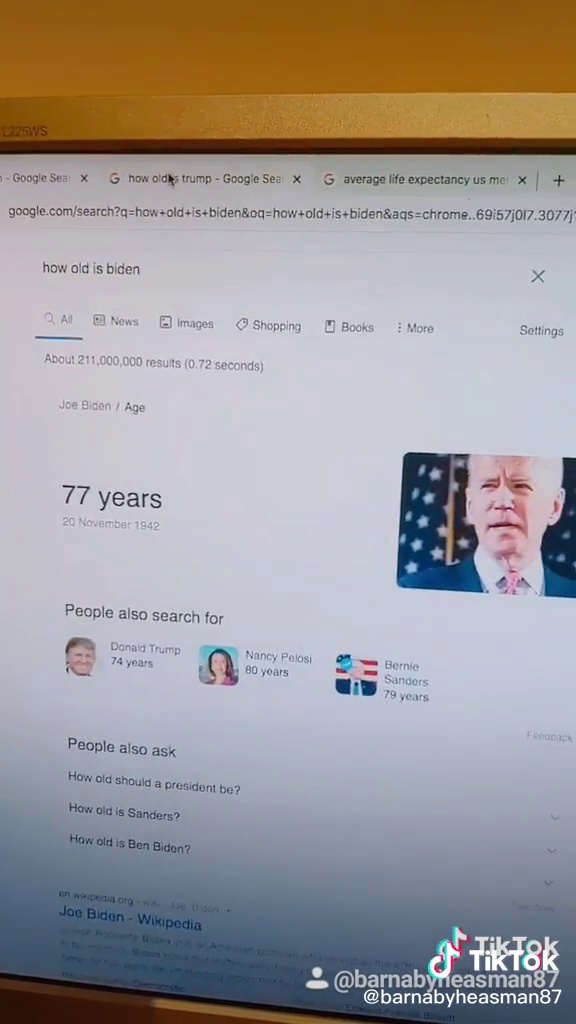 L225WS
- Google Sea
how old is trump - Google Sea
average life expectancy us me
google.com/search?q=how+old+is+biden&oq=how+old+is+biden&aqs=chrome..69i57j0l7.3077j1
how old is biden
All
News
Images
Shopping
Books
More
Settings
About 211,000,000 results (0.72 seconds)
Joe Biden / Age
77 years
20 November 1942
People also search for
Donald Trump
74 years
Nancy Pelosi
80 years
Bernie
Sanders
79 years
Feedback
People also ask
How old should a president be?
How old is Sanders?
How old is Ben Biden?
en.wikipedia.org
Joe Biden - Wikipedia
TikTok
TikTok
@barnabyheasman87
@barnabyheasman87